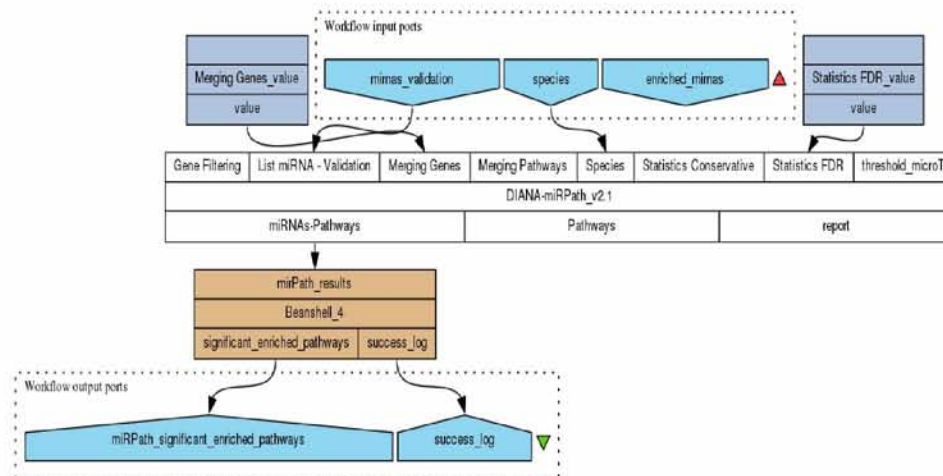 Workflow input ports
Merging Genes_value
value
mimas_validation
species
enriched_mimas
Statistics FDR_value
value
Gene Filtering
List miRNA - Validation
Merging Genes
Merging Pathways
Species
Statistics Conservative
Statistics FDR
threshold_microT
DIANA-miRPath_v2.1
miRNAs-Pathways
Pathways
report
mirPath_results
Beanshell_4
significant_enriched_pathways
success_log
Workflow output ports
miRPath_significant_enriched_pathways
success_log